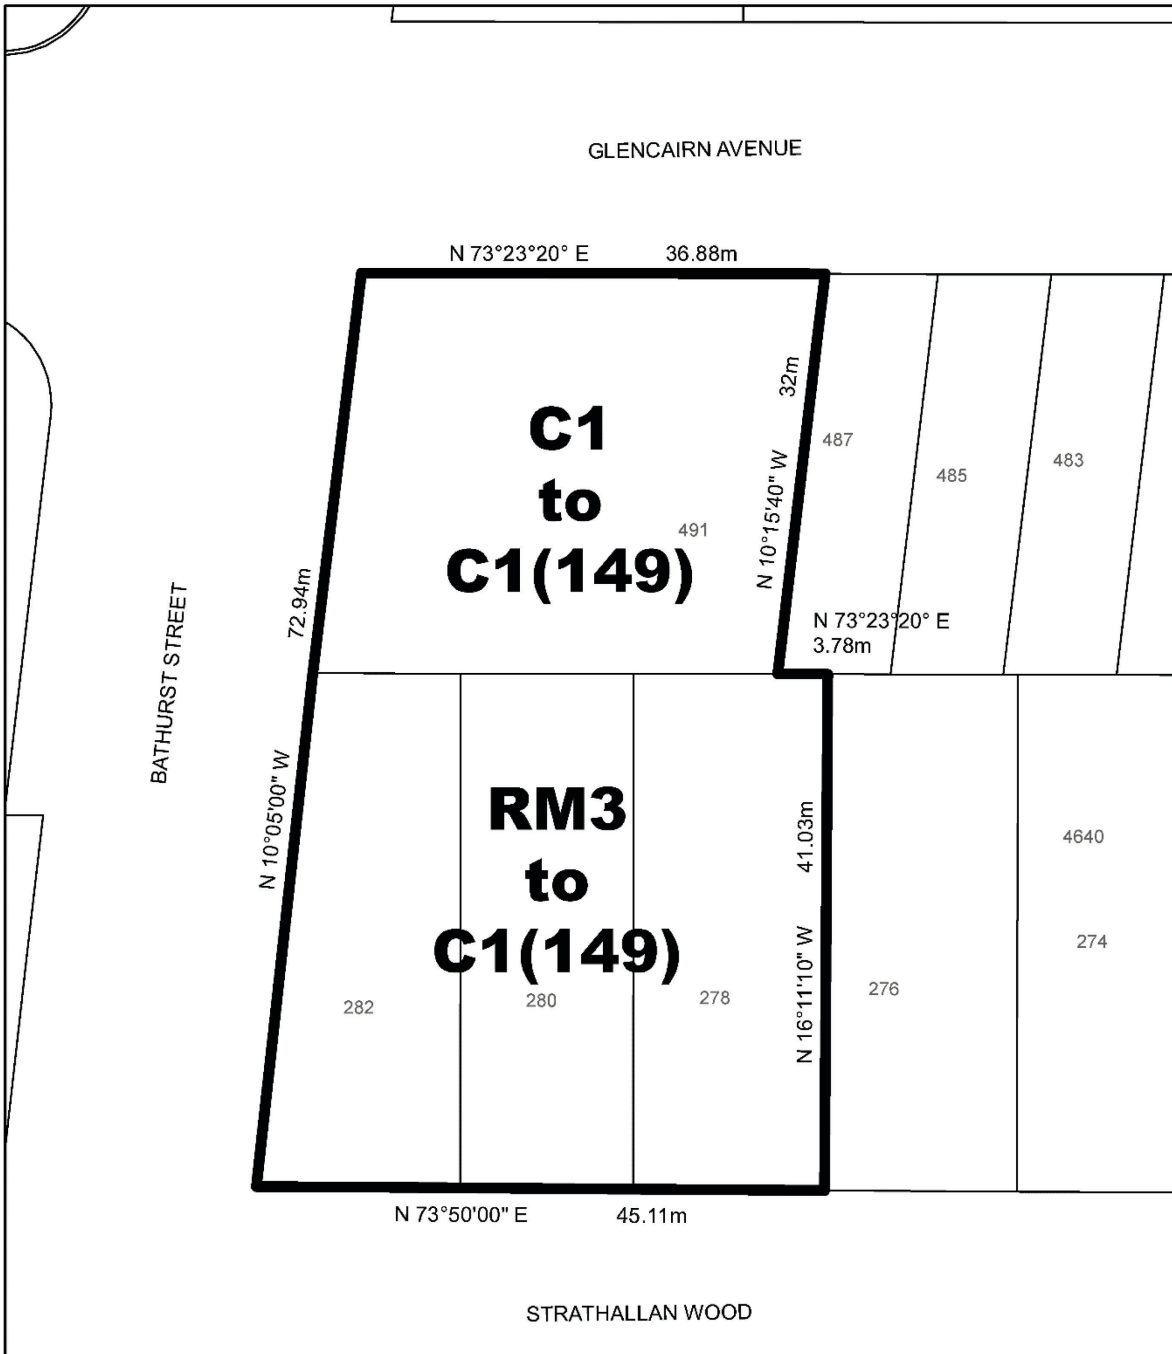 GLENCAIRN AVENUE
N 73°23'20° E 36.88m
32m
C1
to
C1(149)
491
487
485
483
N 10°15'40" W
N 73°23'20° E
3.78m
72.94m
BATHURST STREET
N 10°05'00" W
RM3
to
C1(149)
41.03m
N 16°11'10" W
4640
274
276
282
280
278
N 73°50'00" E 45.11m
STRATHALLAN WOOD